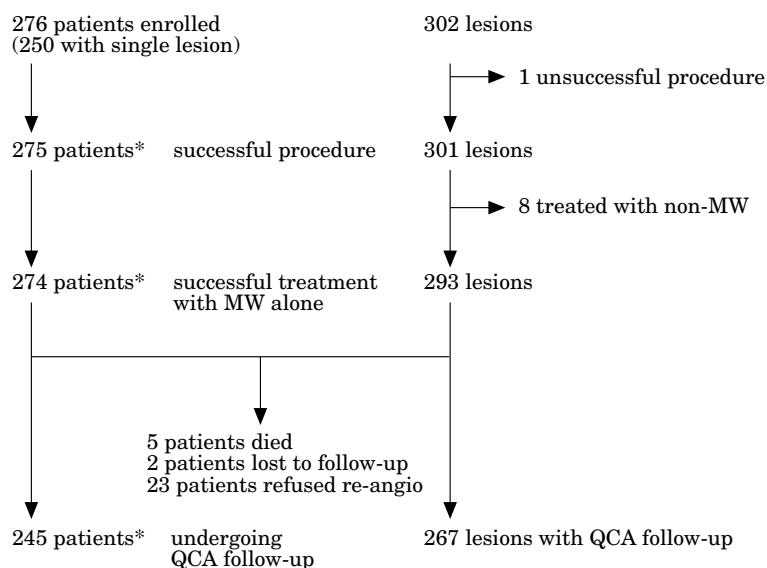 276 patients enrolled
(250 with single lesion)
302 lesions
1 unsuccessful procedure
275 patients* successful procedure
301 lesions
8 treated with non-MW
274 patients* successful treatment
with MW alone
293 lesions
5 patients died
2 patients lost to follow-up
23 patients refused re-angio
245 patients* undergoing
QCA follow-up
267 lesions with QCA follow-up